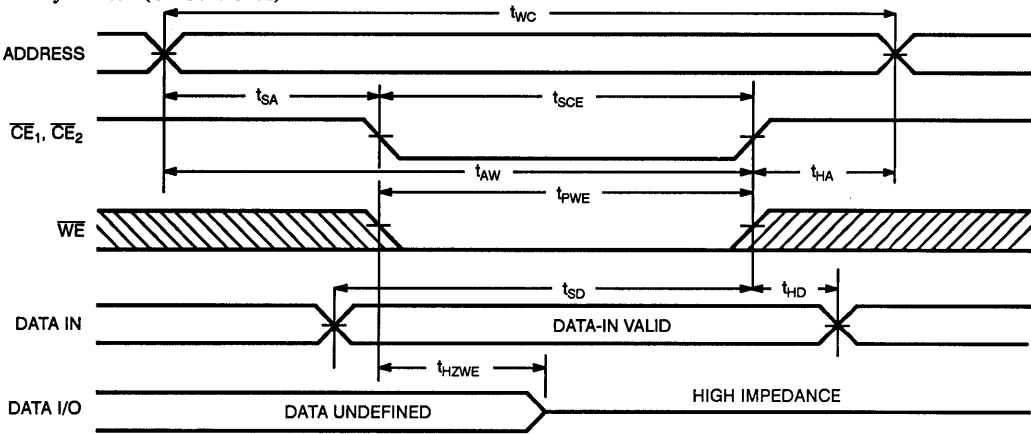 tWC
ADDRESS
tSA
tSCE
CE1, CE2
tAW
tHA
tPWE
WE
tSD
tHD
DATA IN
DATA-IN VALID
tHZWE
HIGH IMPEDANCE
DATA I/O
DATA UNDEFINED